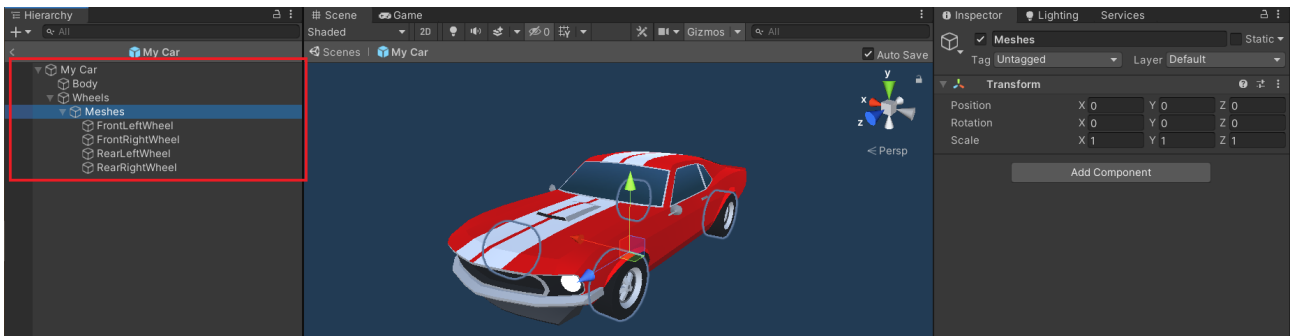 Hierarchy
All
My Car
My Car
Body
Wheels
Meshes
FrontLeftWheel
FrontRightWheel
RearLeftWheel
RearRightWheel
# Scene Game
Shaded 2D 0 Gizmos All
Scenes | My Car Auto Save
y
x
z
< Persp
Inspector Lighting Services
Meshes Static
Tag Untagged Layer Default
Transform
Position X 0 Y 0 Z 0
Rotation X 0 Y 0 Z 0
Scale X 1 Y 1 Z 1
Add Component